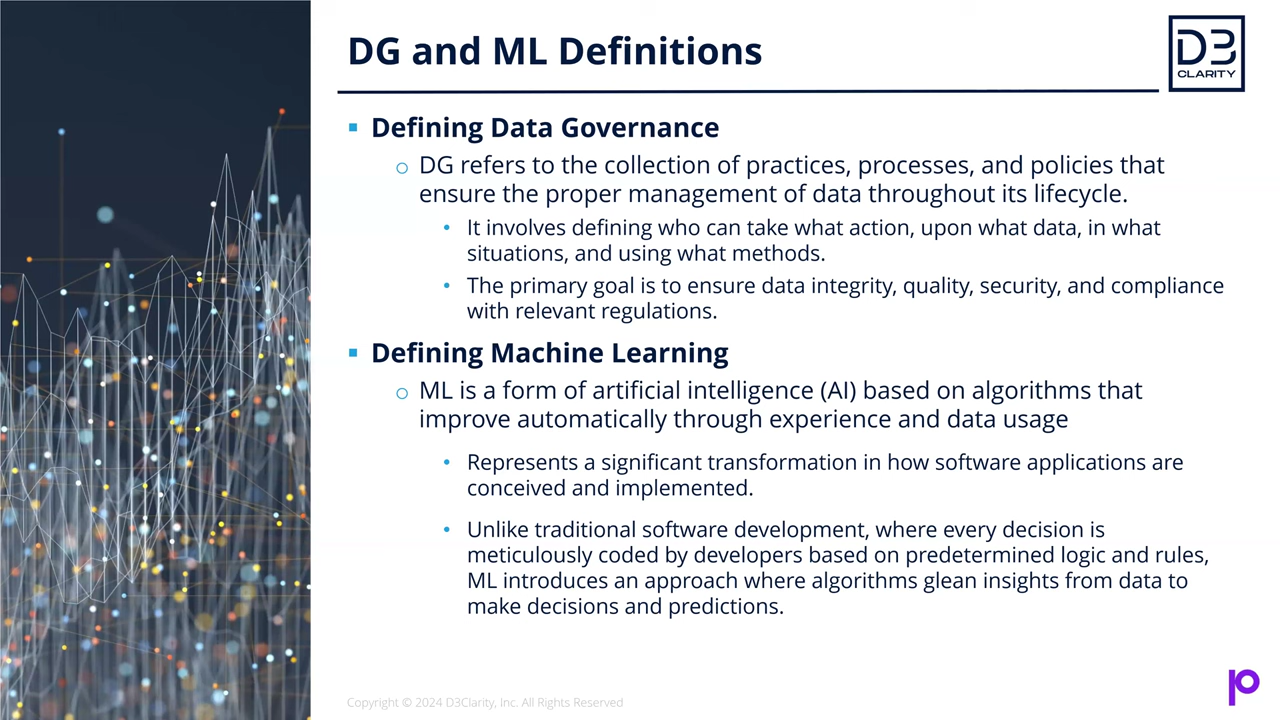 DG and ML Definitions
D3
CLARITY
▪ Defining Data Governance
o DG refers to the collection of practices, processes, and policies that
ensure the proper management of data throughout its lifecycle.
• It involves defining who can take what action, upon what data, in what
situations, and using what methods.
• The primary goal is to ensure data integrity, quality, security, and compliance
with relevant regulations.
▪ Defining Machine Learning
o ML is a form of artificial intelligence (AI) based on algorithms that
improve automatically through experience and data usage
• Represents a significant transformation in how software applications are
conceived and implemented.
• Unlike traditional software development, where every decision is
meticulously coded by developers based on predetermined logic and rules,
ML introduces an approach where algorithms glean insights from data to
make decisions and predictions.
Copyright © 2024 D3Clarity, Inc. All Rights Reserved